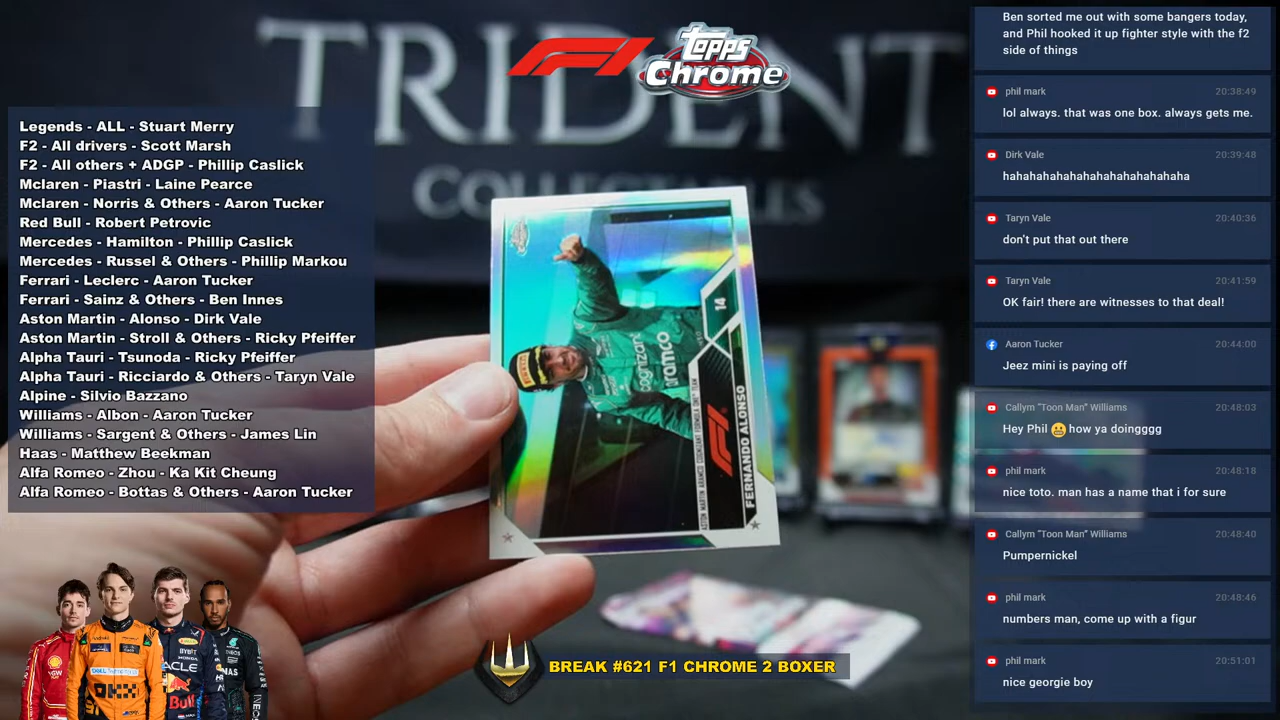 TRIDENT
COLLECTABLES
F1 TOPPS Chrome
Legends - ALL - Stuart Merry
F2 - All drivers - Scott Marsh
F2 - All others + ADGP - Phillip Caslick
Mclaren - Piastri - Laine Pearce
Mclaren - Norris & Others - Aaron Tucker
Red Bull - Robert Petrovic
Mercedes - Hamilton - Phillip Caslick
Mercedes - Russel & Others - Phillip Markou
Ferrari - Leclerc - Aaron Tucker
Ferrari - Sainz & Others - Ben Innes
Aston Martin - Alonso - Dirk Vale
Aston Martin - Stroll & Others - Ricky Pfeiffer
Alpha Tauri - Tsunoda - Ricky Pfeiffer
Alpha Tauri - Ricciardo & Others - Taryn Vale
Alpine - Silvio Bazzano
Williams - Albon - Aaron Tucker
Williams - Sargent & Others - James Lin
Haas - Matthew Beekman
Alfa Romeo - Zhou - Ka Kit Cheung
Alfa Romeo - Bottas & Others - Aaron Tucker
PIRELLI
cognizant
aramco
14
F1
ASTON MARTIN ARAMCO COGNIZANT FORMULA ONE™ TEAM
FERNANDO ALONSO
BREAK #621 F1 CHROME 2 BOXER
Ben sorted me out with some bangers today,
and Phil hooked it up fighter style with the f2
side of things
phil mark 20:38:49
lol always. that was one box. always gets me.
Dirk Vale 20:39:48
hahahahahahahahahahahahaha
Taryn Vale 20:40:36
don't put that out there
Taryn Vale 20:41:59
OK fair! there are witnesses to that deal!
Aaron Tucker 20:44:00
Jeez mini is paying off
Callym “Toon Man” Williams 20:48:03
Hey Phil 😬 how ya doingggg
phil mark 20:48:18
nice toto. man has a name that i for sure
Callym “Toon Man” Williams 20:48:40
Pumpernickel
phil mark 20:48:46
numbers man, come up with a figur
phil mark 20:51:01
nice georgie boy